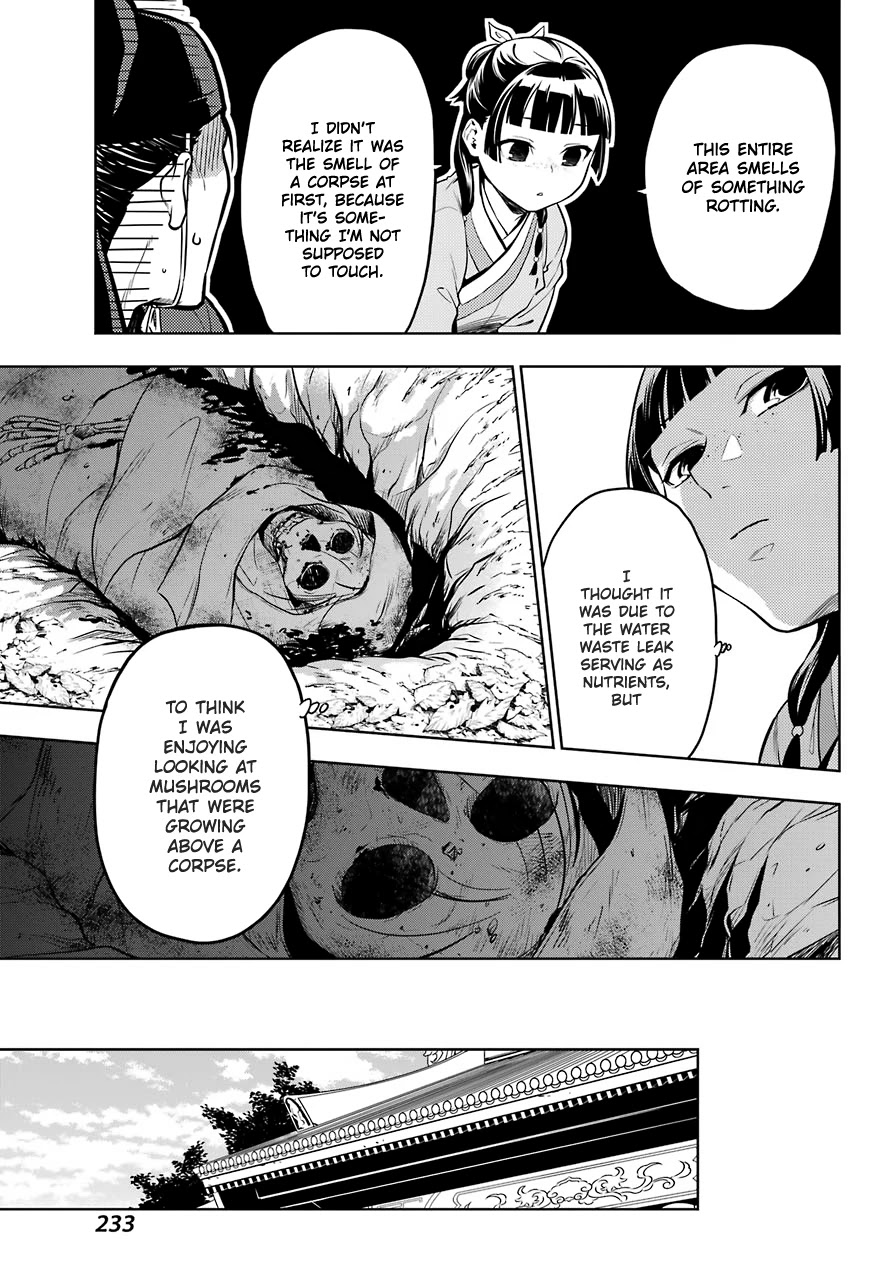 THIS ENTIRE
AREA SMELLS
OF SOMETHING
ROTTING.
I DIDN'T
REALIZE IT WAS
THE SMELL OF
A CORPSE AT
FIRST, BECAUSE
IT'S SOME-
THING I'M NOT
SUPPOSED
TO TOUCH.
I
THOUGHT IT
WAS DUE TO
THE WATER
WASTE LEAK
SERVING AS
NUTRIENTS,
BUT
TO THINK
I WAS
ENJOYING
LOOKING AT
MUSHROOMS
THAT WERE
GROWING
ABOVE A
CORPSE.
233